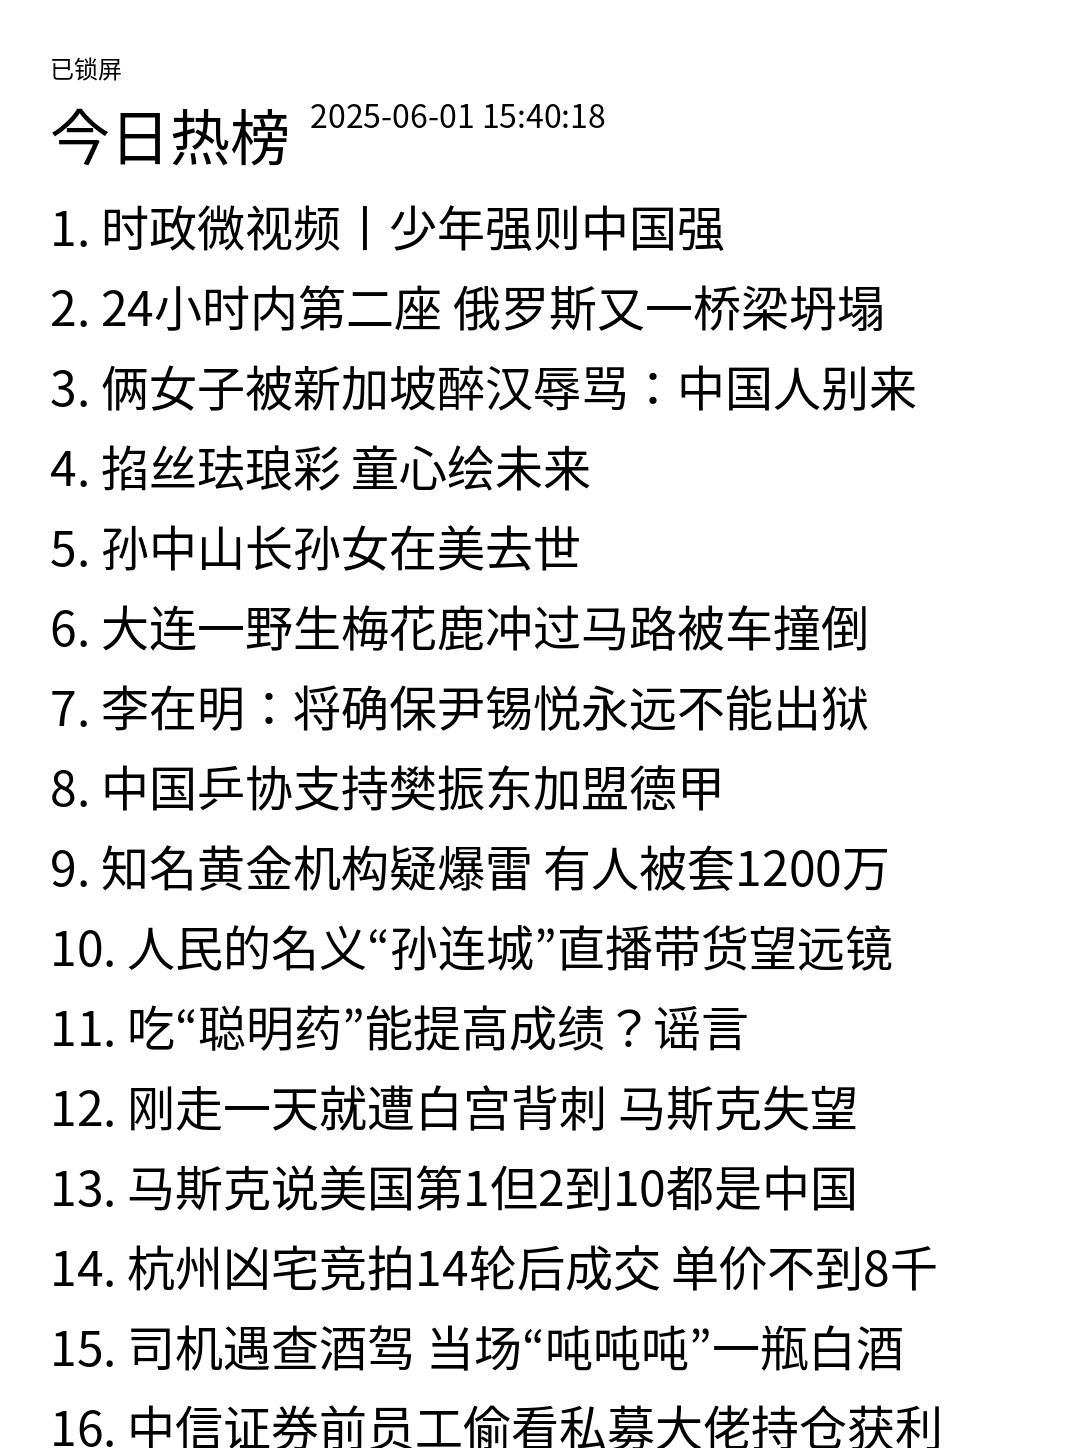 已锁屏
今日热榜 2025-06-01 15:40:18
1. 时政微视频丨少年强则中国强
2. 24小时内第二座 俄罗斯又一桥梁坍塌
3. 俩女子被新加坡醉汉辱骂：中国人别来
4. 掐丝珐琅彩 童心绘未来
5. 孙中山长孙女在美去世
6. 大连一野生梅花鹿冲过马路被车撞倒
7. 李在明：将确保尹锡悦永远不能出狱
8. 中国乒协支持樊振东加盟德甲
9. 知名黄金机构疑爆雷 有人被套1200万
10. 人民的名义“孙连城”直播带货望远镜
11. 吃“聪明药”能提高成绩？谣言
12. 刚走一天就遭白宫背刺 马斯克失望
13. 马斯克说美国第1但2到10都是中国
14. 杭州凶宅竞拍14轮后成交 单价不到8千
15. 司机遇查酒驾 当场“吨吨吨”一瓶白酒
16. 中信证券前员工偷看私募大佬持仓获利